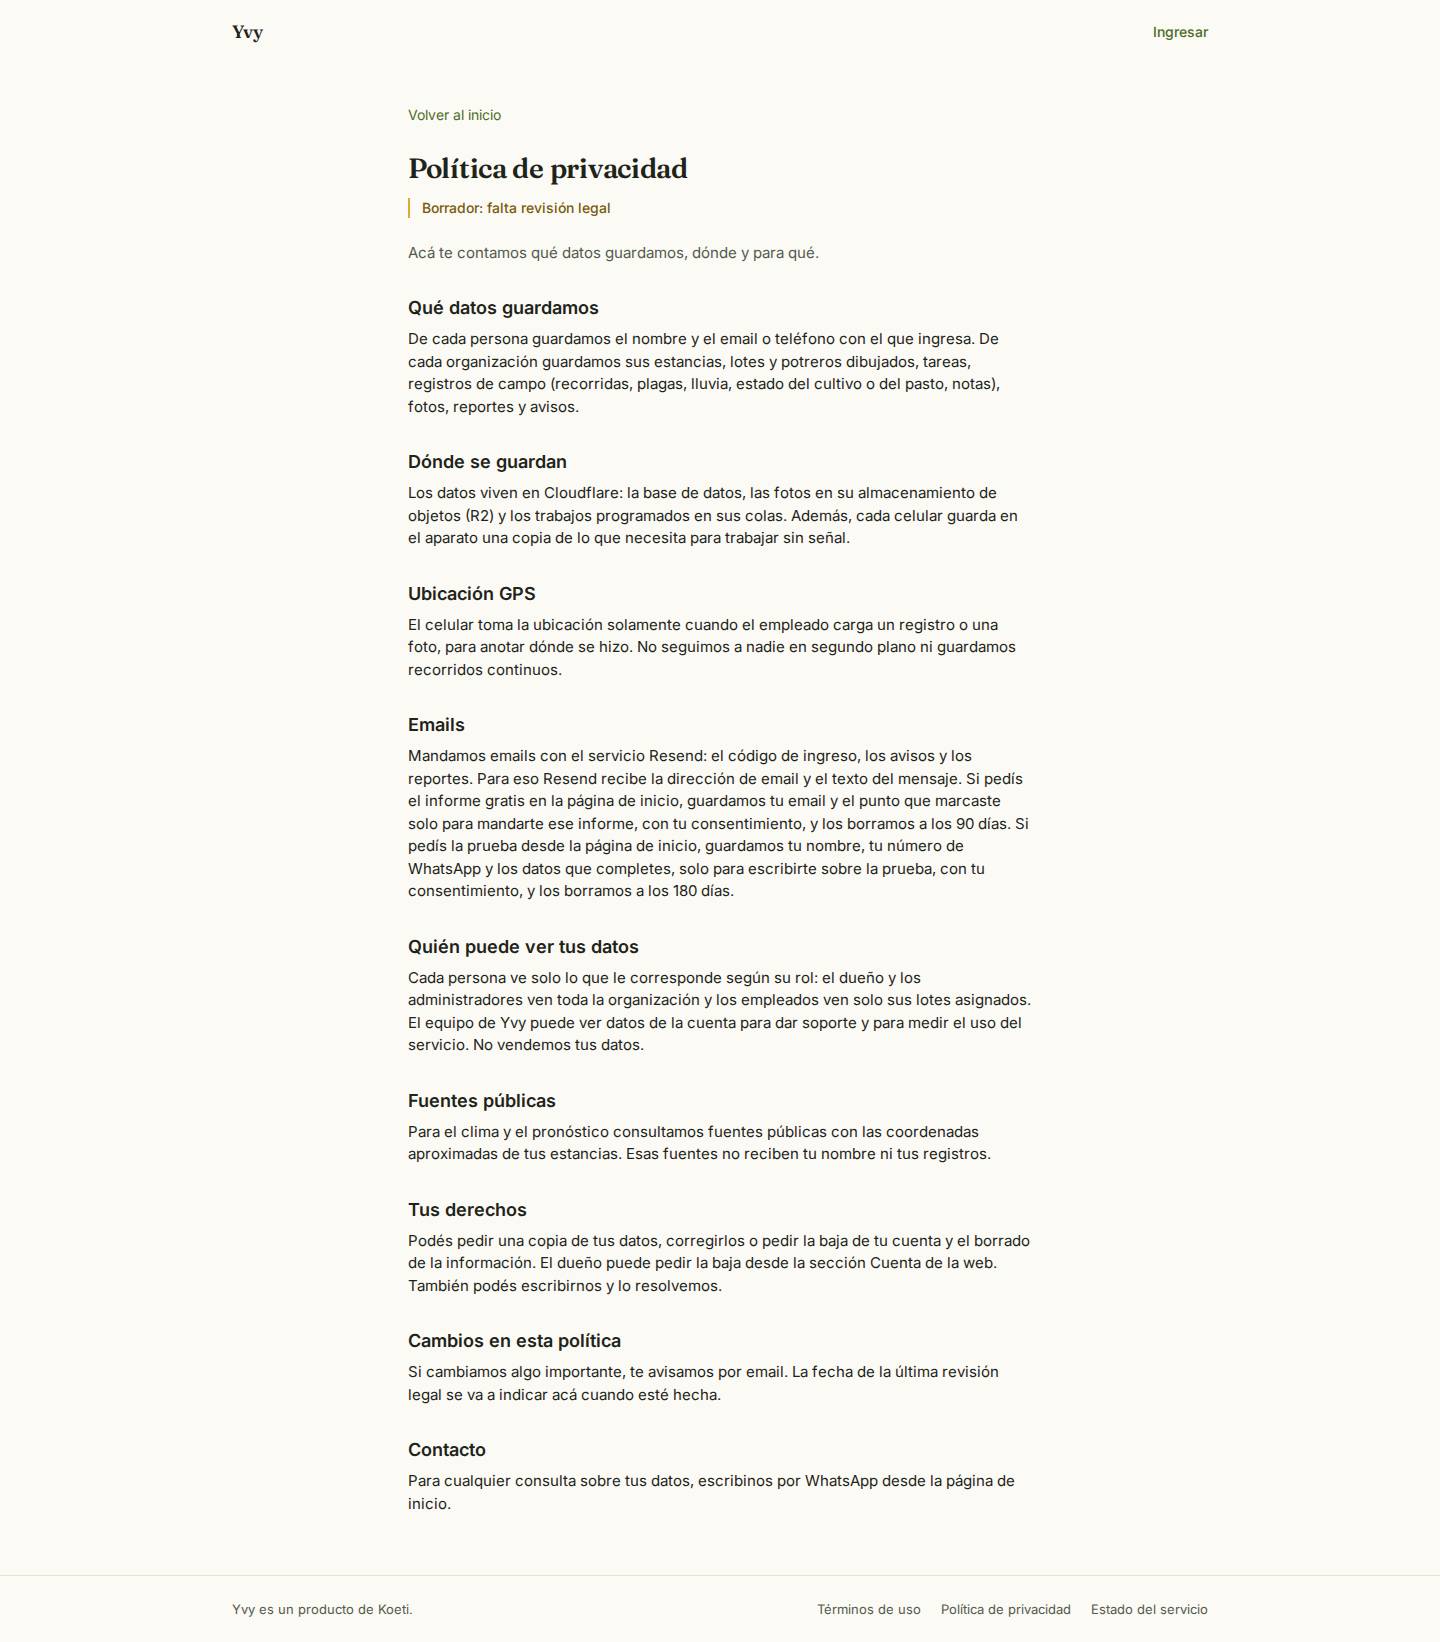 Yvy
Ingresar
Volver al inicio
Política de privacidad
Borrador: falta revisión legal
Acá te contamos qué datos guardamos, dónde y para qué.
Qué datos guardamos
De cada persona guardamos el nombre y el email o teléfono con el que ingresa. De
cada organización guardamos sus estancias, lotes y potreros dibujados, tareas,
registros de campo (recorridas, plagas, lluvia, estado del cultivo o del pasto, notas),
fotos, reportes y avisos.
Dónde se guardan
Los datos viven en Cloudflare: la base de datos, las fotos en su almacenamiento de
objetos (R2) y los trabajos programados en sus colas. Además, cada celular guarda en
el aparato una copia de lo que necesita para trabajar sin señal.
Ubicación GPS
El celular toma la ubicación solamente cuando el empleado carga un registro o una
foto, para anotar dónde se hizo. No seguimos a nadie en segundo plano ni guardamos
recorridos continuos.
Emails
Mandamos emails con el servicio Resend: el código de ingreso, los avisos y los
reportes. Para eso Resend recibe la dirección de email y el texto del mensaje. Si pedís
el informe gratis en la página de inicio, guardamos tu email y el punto que marcaste
solo para mandarte ese informe, con tu consentimiento, y los borramos a los 90 días. Si
pedís la prueba desde la página de inicio, guardamos tu nombre, tu número de
WhatsApp y los datos que completes, solo para escribirte sobre la prueba, con tu
consentimiento, y los borramos a los 180 días.
Quién puede ver tus datos
Cada persona ve solo lo que le corresponde según su rol: el dueño y los
administradores ven toda la organización y los empleados ven solo sus lotes asignados.
El equipo de Yvy puede ver datos de la cuenta para dar soporte y para medir el uso del
servicio. No vendemos tus datos.
Fuentes públicas
Para el clima y el pronóstico consultamos fuentes públicas con las coordenadas
aproximadas de tus estancias. Esas fuentes no reciben tu nombre ni tus registros.
Tus derechos
Podés pedir una copia de tus datos, corregirlos o pedir la baja de tu cuenta y el borrado
de la información. El dueño puede pedir la baja desde la sección Cuenta de la web.
También podés escribirnos y lo resolvemos.
Cambios en esta política
Si cambiamos algo importante, te avisamos por email. La fecha de la última revisión
legal se va a indicar acá cuando esté hecha.
Contacto
Para cualquier consulta sobre tus datos, escribinos por WhatsApp desde la página de
inicio.
Yvy es un producto de Koeti.
Términos de uso
Política de privacidad
Estado del servicio